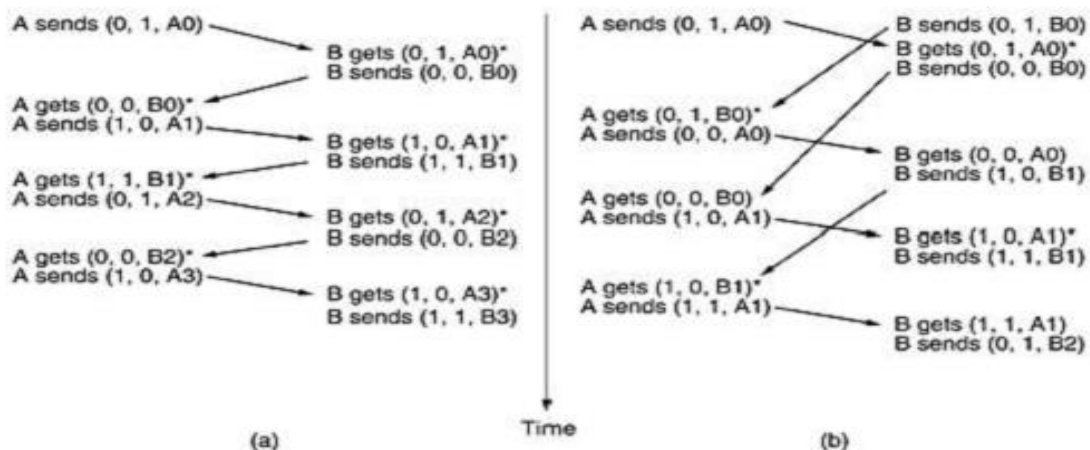 A sends (0, 1, A0)
B gets (0, 1, A0)*
B sends (0, 0, B0)
A gets (0, 0, B0)*
A sends (1, 0, A1)
B gets (1, 0, A1)*
B sends (1, 1, B1)
A gets (1, 1, B1)*
A sends (0, 1, A2)
B gets (0, 1, A2)*
B sends (0, 0, B2)
A gets (0, 0, B2)*
A sends (1, 0, A3)
B gets (1, 0, A3)*
B sends (1, 1, B3)
(a)
Time
A sends (0, 1, A0)
B sends (0, 1, B0)
B gets (0, 1, A0)*
B sends (0, 0, B0)
A gets (0, 1, B0)*
A sends (0, 0, A0)
B gets (0, 0, A0)
B sends (1, 0, B1)
A gets (0, 0, B0)
A sends (1, 0, A1)
B gets (1, 0, A1)*
B sends (1, 1, B1)
A gets (1, 0, B1)*
A sends (1, 1, A1)
B gets (1, 1, A1)
B sends (0, 1, B2)
(b)